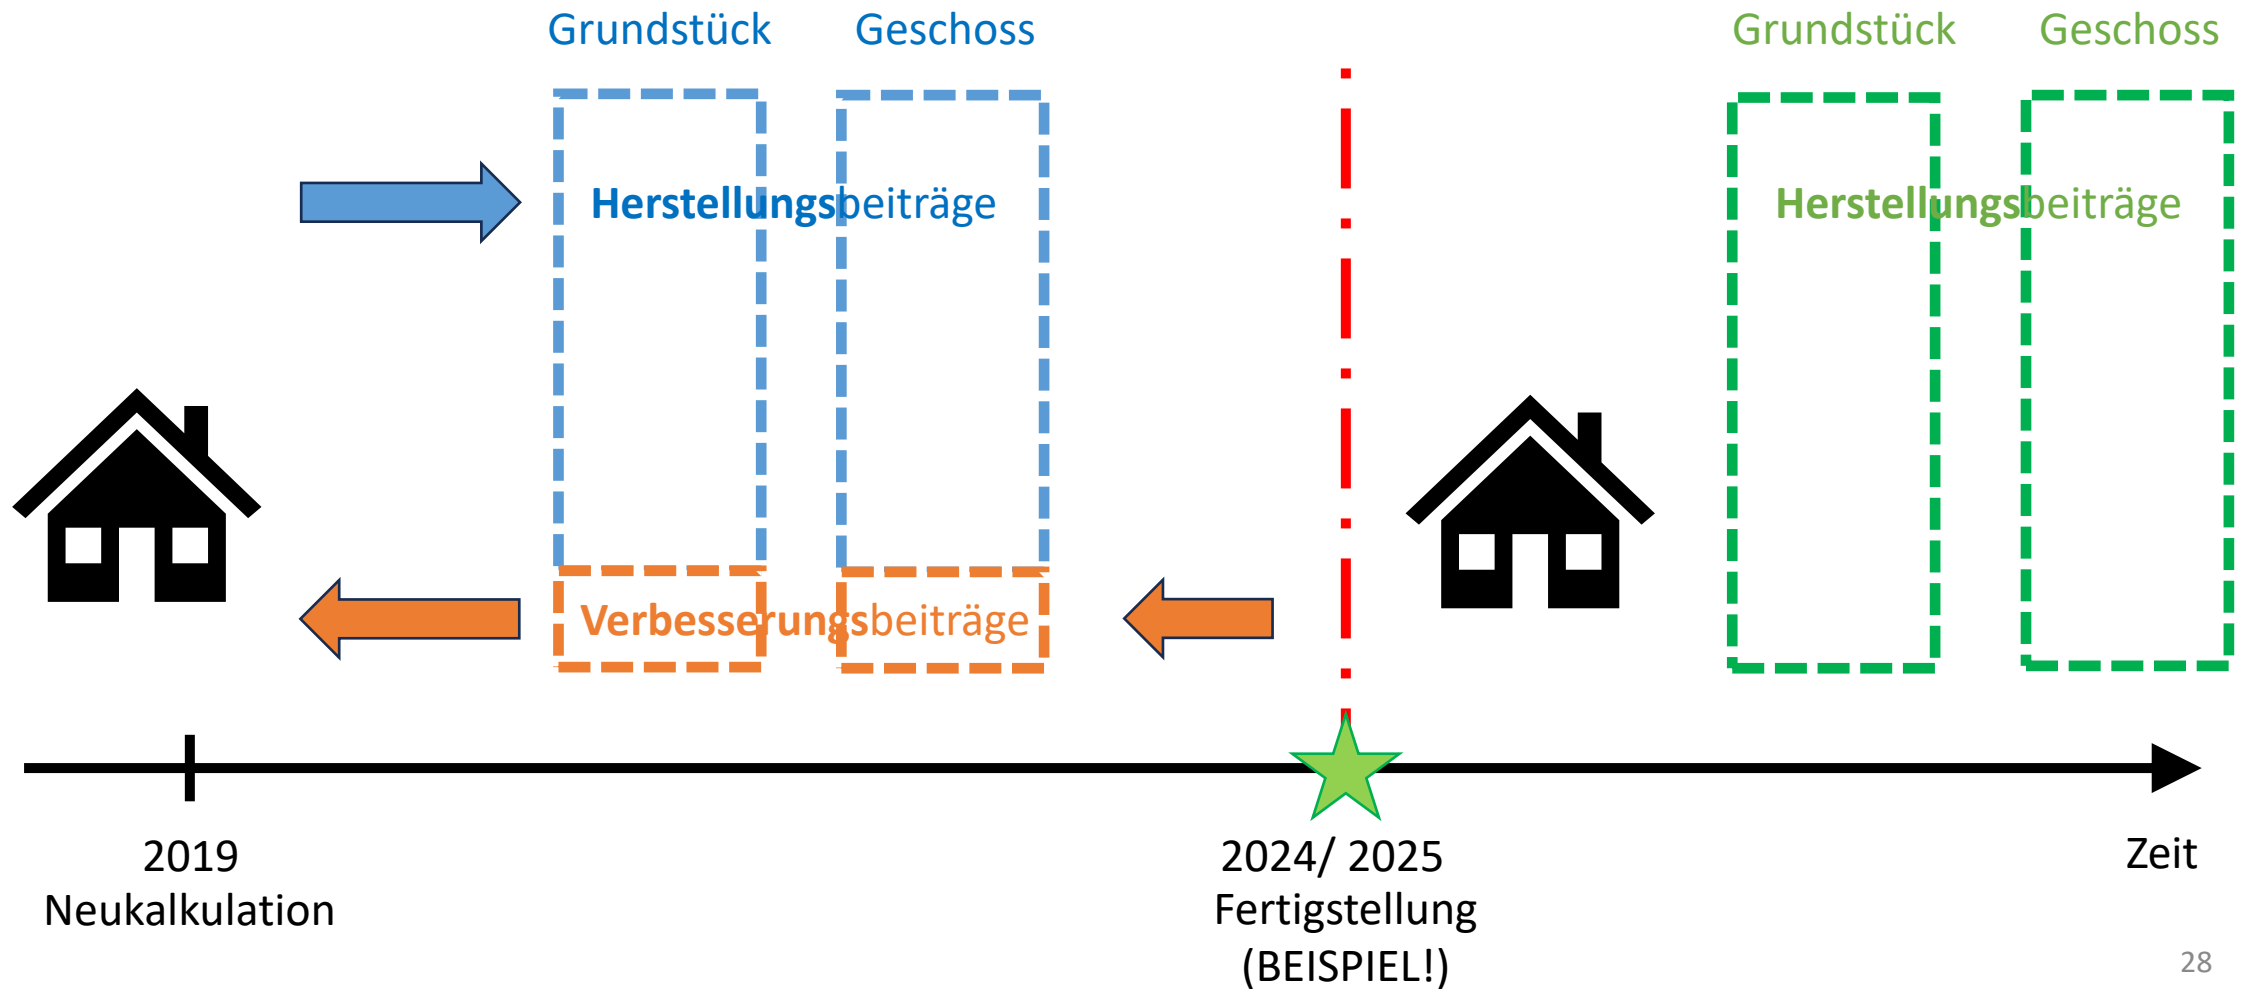 Grundstück
Geschoss
Grundstück
Geschoss
Herstellungsbeiträge
Herstellungsbeiträge
Verbesserungsbeiträge
2019
Neukalkulation
2024/ 2025
Fertigstellung
(BEISPIEL!)
Zeit
28